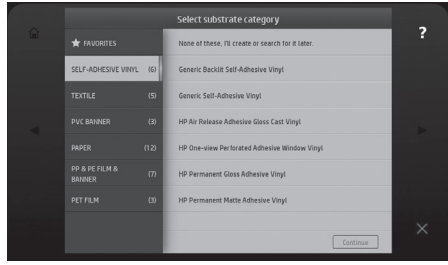 Select substrate category
?
★ FAVORITES
None of these, I'll create or search for it later.
SELF-ADHESIVE VINYL (6)
Generic Backlit Self-Adhesive Vinyl
TEXTILE (5)
Generic Self-Adhesive Vinyl
PVC BANNER (3)
HP Air Release Adhesive Gloss Cast Vinyl
PAPER (12)
HP One-view Perforated Adhesive Window Vinyl
PP & PE FILM &
BANNER (7)
HP Permanent Gloss Adhesive Vinyl
PET FILM (3)
HP Permanent Matte Adhesive Vinyl
Continue